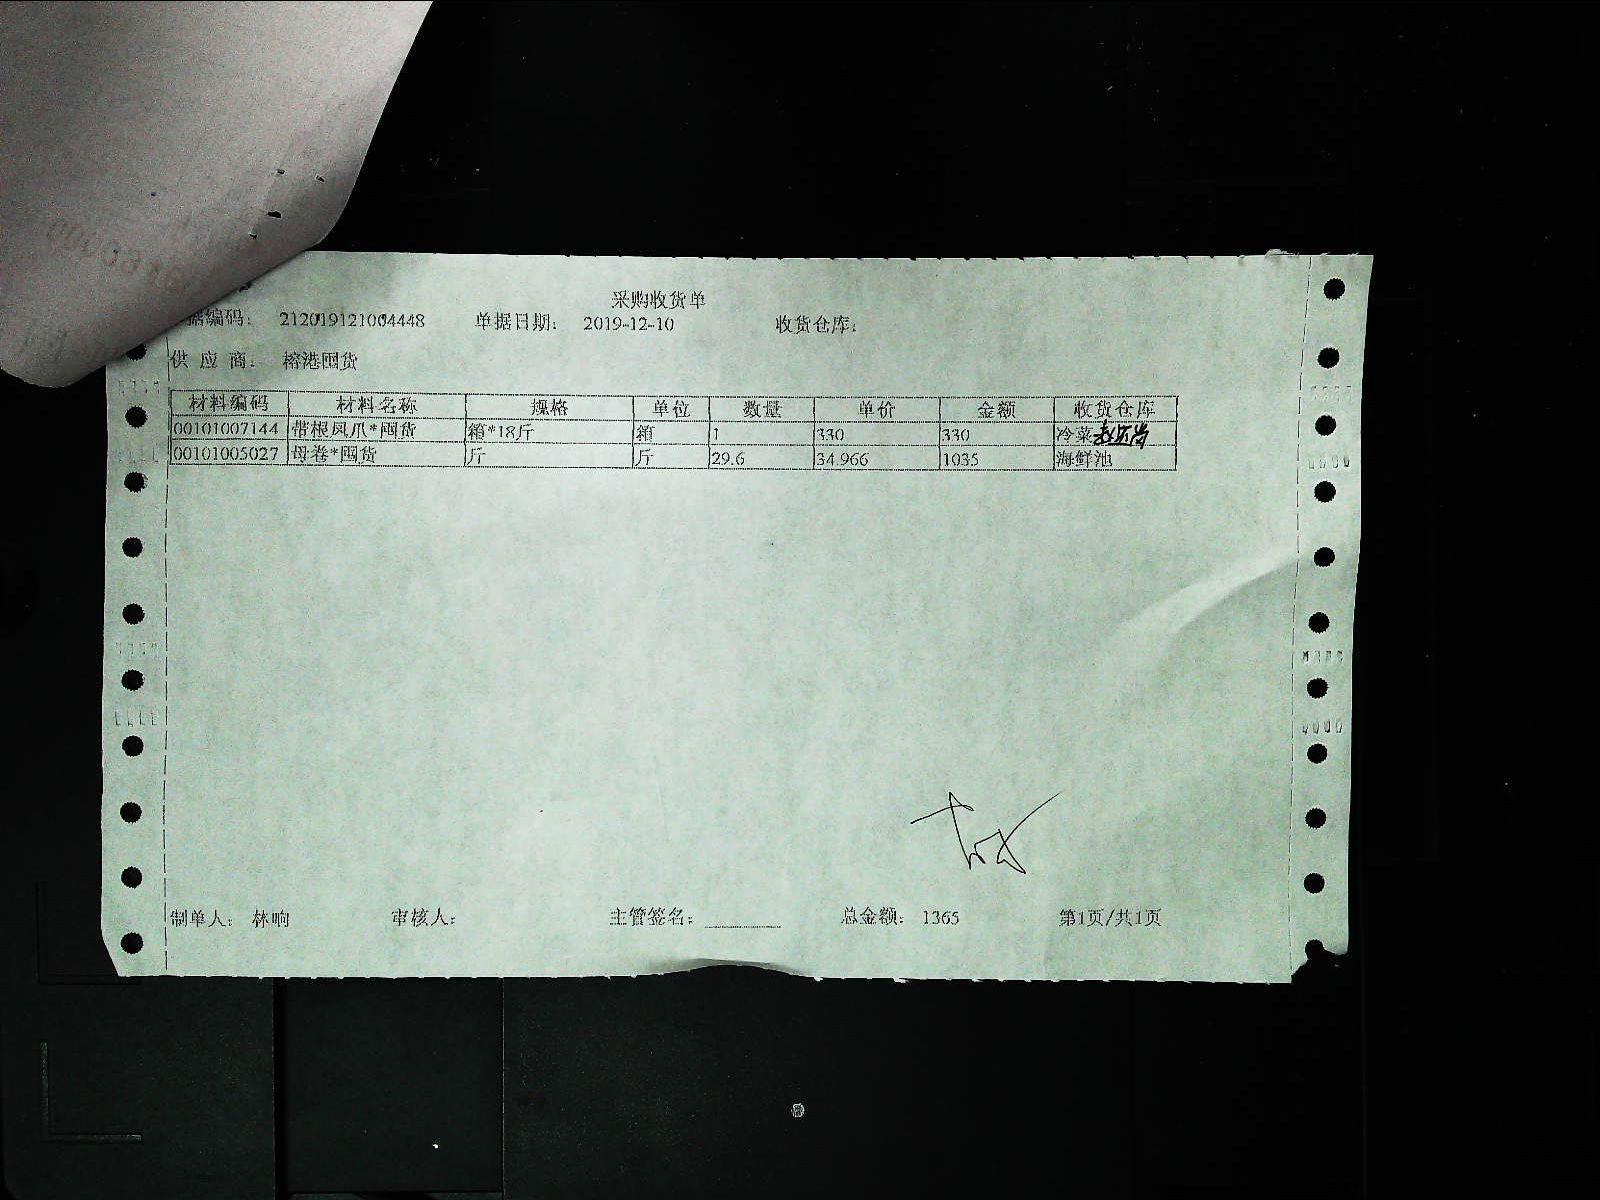 采购收货单
据编码： 212019121004448 单据日期： 2019-12-10 收货仓库：
供 应 商： 榕港囤货
材料编码 材料名称 规格 单位 数量 单价 金额 收货仓库
00101007144 带根凤爪*囤货 箱*18斤 箱 1 330 330 冷菜
00101005027 母卷*囤货 斤 斤 29.6 34.966 1035 海鲜池
制单人： 林响 审核人： 主管签名： 总金额： 1365 第1页/共1页